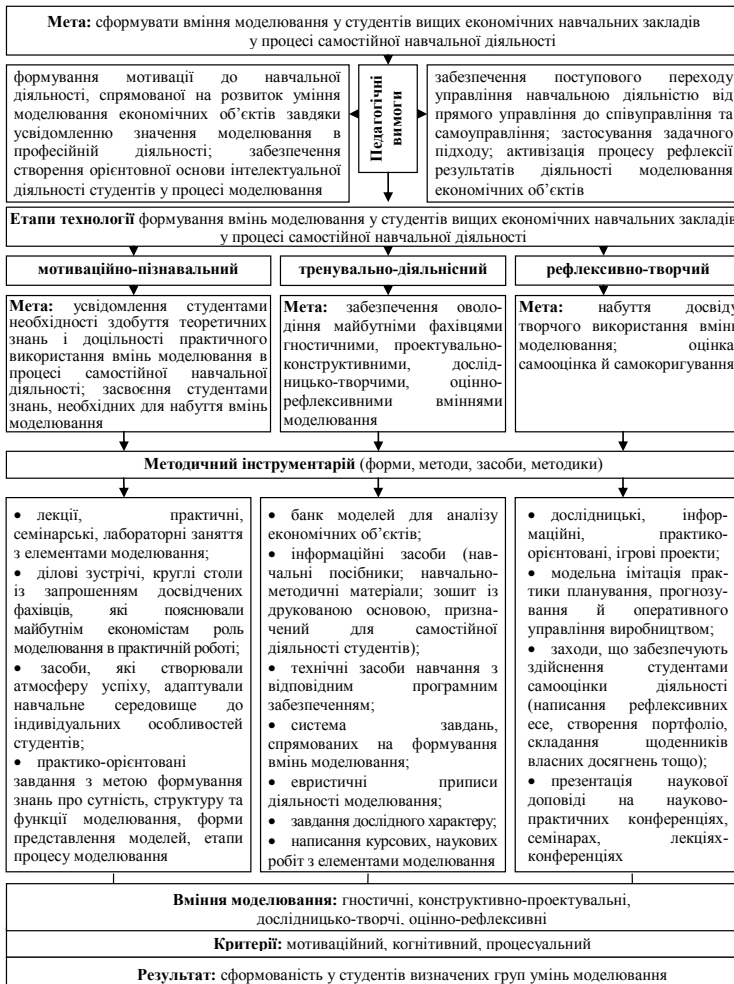 Мета: сформувати вміння моделювання у студентів вищих економічних навчальних закладів
у процесі самостійної навчальної діяльності
формування мотивації до навчальної
діяльності, спрямованої на розвиток уміння
моделювання економічних об’єктів завдяки
усвідомленню значення моделювання в
професійній діяльності; забезпечення
створення орієнтовної основи інтелектуальної
діяльності студентів у процесі моделювання
Педагогічні
вимоги
забезпечення поступового переходу
управління навчальною діяльністю від
прямого управління до співуправління та
самоуправління; застосування задачного
підходу; активізація процесу рефлексії
результатів діяльності моделювання
економічних об’єктів
Етапи технології формування вмінь моделювання у студентів вищих економічних навчальних закладів
у процесі самостійної навчальної діяльності
мотиваційно-пізнавальний
Мета: усвідомлення студентами
необхідності здобуття теоретичних
знань і доцільності практичного
використання вмінь моделювання в
процесі самостійної навчальної
діяльності; засвоєння студентами
знань, необхідних для набуття вмінь
моделювання
тренувально-діяльнісний
Мета: забезпечення оволо-
діння майбутніми фахівцями
гностичними, проектувально-
конструктивними, дослід-
ницько-творчими, оцінно-
рефлексивними вміннями
моделювання
рефлексивно-творчий
Мета: набуття досвіду
творчого використання вмінь
моделювання; оцінка,
самооцінка й самокоригування
Методичний інструментарій (форми, методи, засоби, методики)
• лекції, практичні,
семінарські, лабораторні заняття
з елементами моделювання;
• ділові зустрічі, круглі столи
із запрошенням досвідчених
фахівців, які пояснювали
майбутнім економістам роль
моделювання в практичній роботі;
• засоби, які створювали
атмосферу успіху, адаптували
навчальне середовище до
індивідуальних особливостей
студентів;
• практико-орієнтовані
завдання з метою формування
знань про сутність, структуру та
функції моделювання, форми
представлення моделей, етапи
процесу моделювання
• банк моделей для аналізу
економічних об’єктів;
• інформаційні засоби (нав-
чальні посібники; навчально-
методичні матеріали; зошит із
друкованою основою, призна-
чений для самостійної
діяльності студентів);
• технічні засоби навчання з
відповідним програмним
забезпеченням;
• система завдань,
спрямованих на формування
вмінь моделювання;
• евристичні приписи
діяльності моделювання;
• завдання дослідного характеру;
• написання курсових, наукових
робіт з елементами моделювання
• дослідницькі, інфор-
маційні, практико-
орієнтовані, ігрові проекти;
• модельна імітація прак-
тики планування, прогнозу-
вання й оперативного
управління виробництвом;
• заходи, що забезпечують
здійснення студентами
самооцінки діяльності
(написання рефлексивних
есе, створення портфоліо,
складання щоденників
власних досягнень тощо);
• презентація наукової
доповіді на науково-
практичних конференціях,
семінарах, лекціях-
конференціях
Вміння моделювання: гностичні, конструктивно-проектувальні,
дослідницько-творчі, оцінно-рефлексивні
Критерії: мотиваційний, когнітивний, процесуальний
Результат: сформованість у студентів визначених груп умінь моделювання